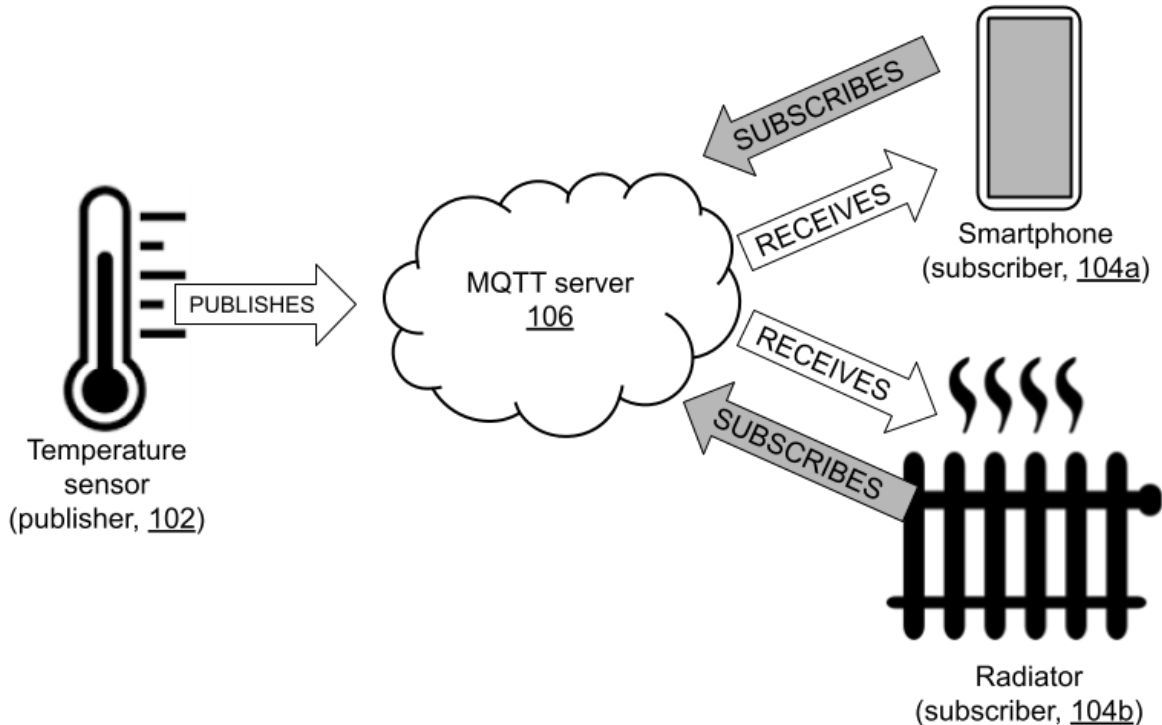 SUBSCRIBES
RECEIVES
Smartphone
(subscriber, 104a)
MQTT server
106
PUBLISHES
RECEIVES
SUBSCRIBES
Temperature
sensor
(publisher, 102)
Radiator
(subscriber, 104b)